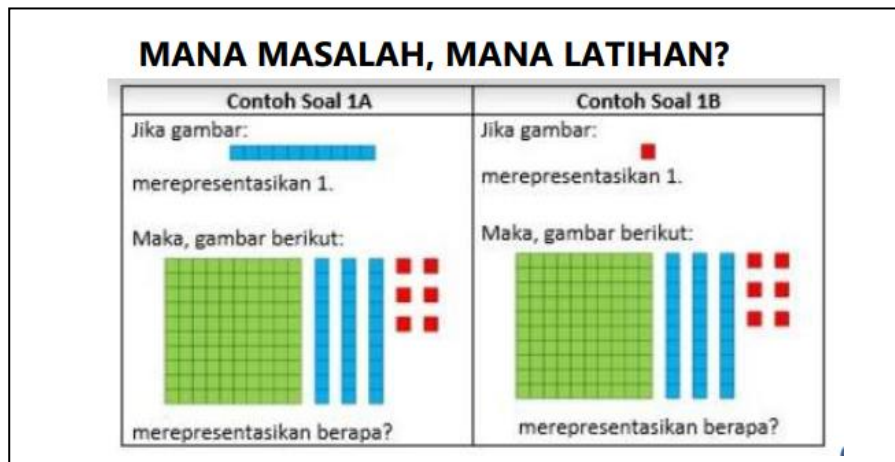 MANA MASALAH, MANA LATIHAN?
Contoh Soal 1A
Jika gambar:
merepresentasikan 1.
Maka, gambar berikut:
merepresentasikan berapa?
Contoh Soal 1B
Jika gambar:
merepresentasikan 1.
Maka, gambar berikut:
merepresentasikan berapa?